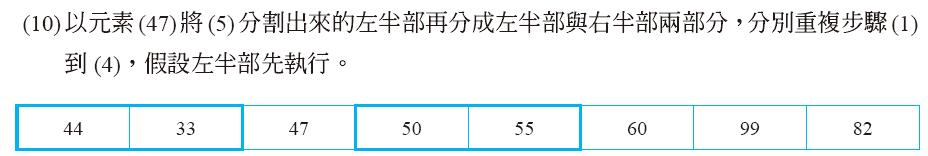 (10)以元素(47)將(5)分割出來的左半部再分成左半部與右半部兩部分,分別重複步驟(1)
到(4),假設左半部先執行。
44 33 47 50 55 60 99 82